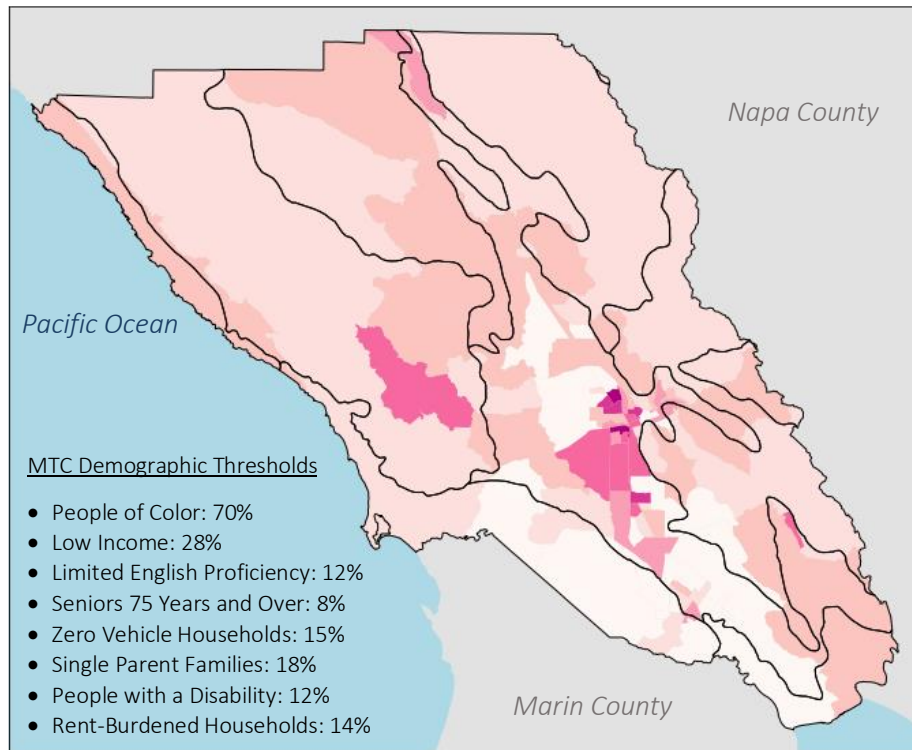 Napa County
Pacific Ocean
MTC Demographic Thresholds
• People of Color: 70%
• Low Income: 28%
• Limited English Proficiency: 12%
• Seniors 75 Years and Over: 8%
• Zero Vehicle Households: 15%
• Single Parent Families: 18%
• People with a Disability: 12%
• Rent-Burdened Households: 14%
Marin County